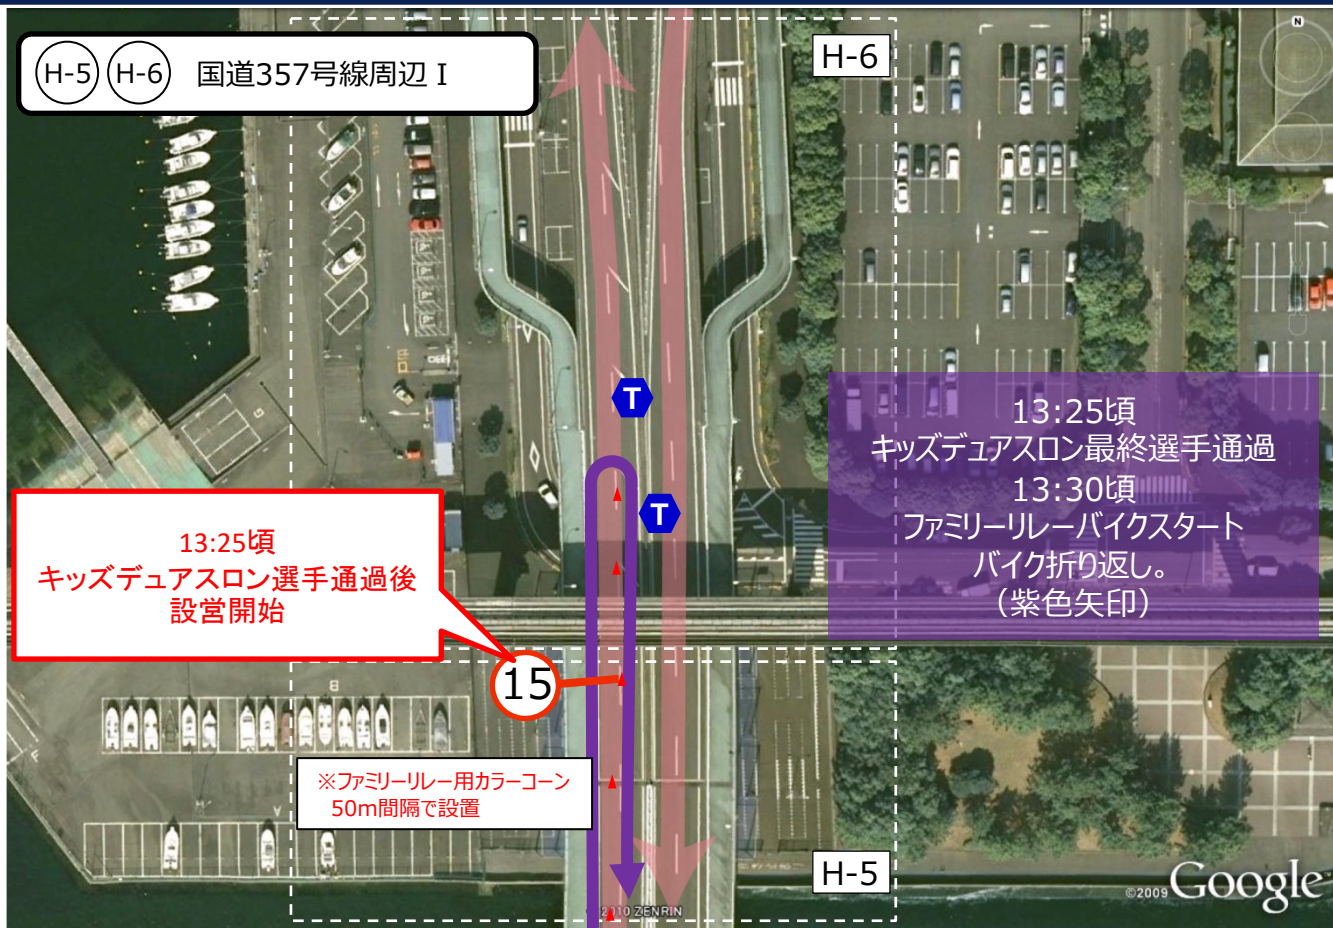 H-5 H-6 国道357号線周辺 I
H-6
N
T
T
13:25頃
キッズデュアスロン最終選手通過
13:30頃
ファミリーリレーバイクスタート
バイク折り返し。
（紫色矢印）
13:25頃
キッズデュアスロン選手通過後
設営開始
15
※ファミリーリレー用カラーコーン
50m間隔で設置
H-5
©2009 Google
2010 ZENRIN